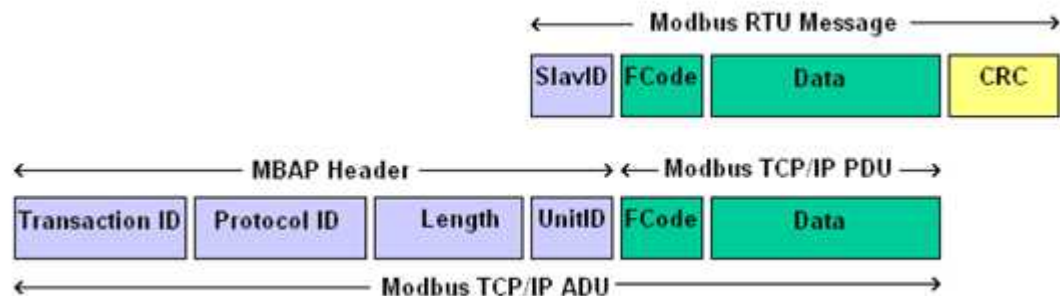 Modbus RTU Message
SlavID FCode Data CRC
MBAP Header Modbus TCP/IP PDU
Transaction ID Protocol ID Length UnitID FCode Data
Modbus TCP/IP ADU